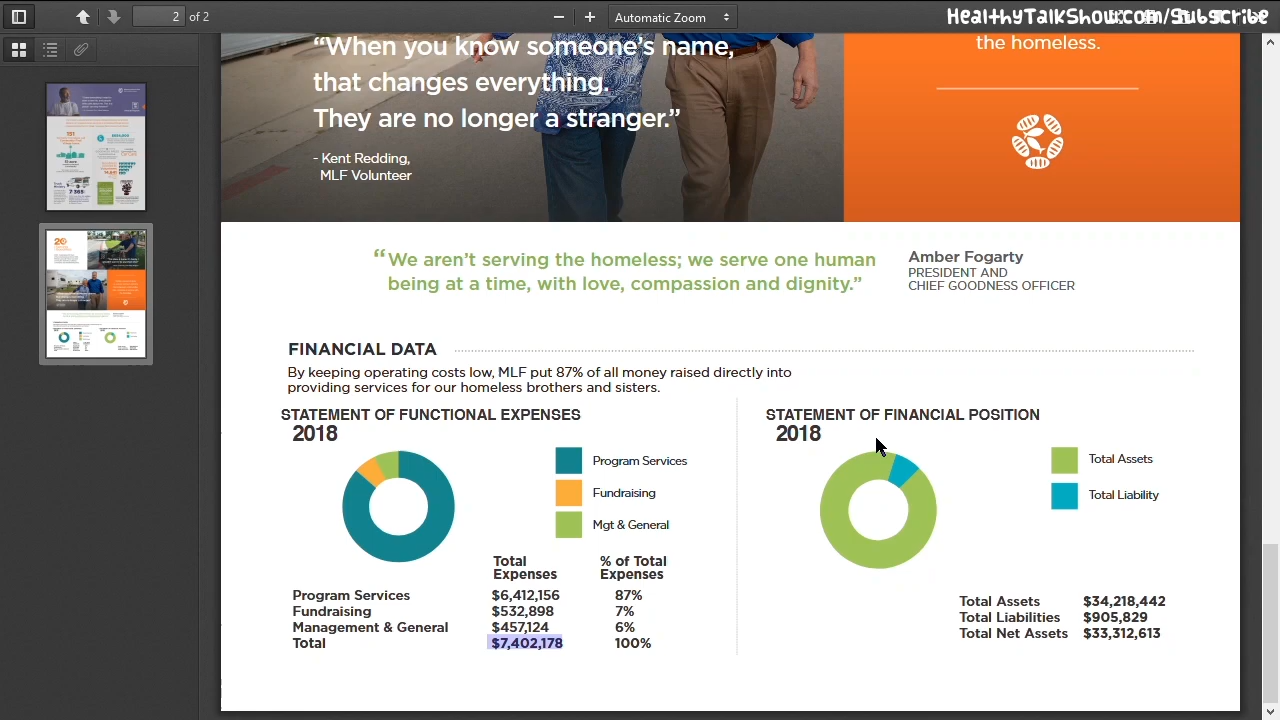 2 of 2
Automatic Zoom
HealthyTalkShow.com/Subscribe
“When you know someone's name,
that changes everything.
They are no longer a stranger.”
- Kent Redding,
MLF Volunteer
the homeless.
“We aren't serving the homeless; we serve one human
being at a time, with love, compassion and dignity.”
Amber Fogarty
PRESIDENT AND
CHIEF GOODNESS OFFICER
FINANCIAL DATA
By keeping operating costs low, MLF put 87% of all money raised directly into
providing services for our homeless brothers and sisters.
STATEMENT OF FUNCTIONAL EXPENSES
2018
Program Services
Fundraising
Mgt & General
Total Expenses % of Total Expenses
Program Services $6,412,156 87%
Fundraising $532,898 7%
Management & General $457,124 6%
Total $7,402,178 100%
STATEMENT OF FINANCIAL POSITION
2018
Total Assets
Total Liability
Total Assets $34,218,442
Total Liabilities $905,829
Total Net Assets $33,312,613